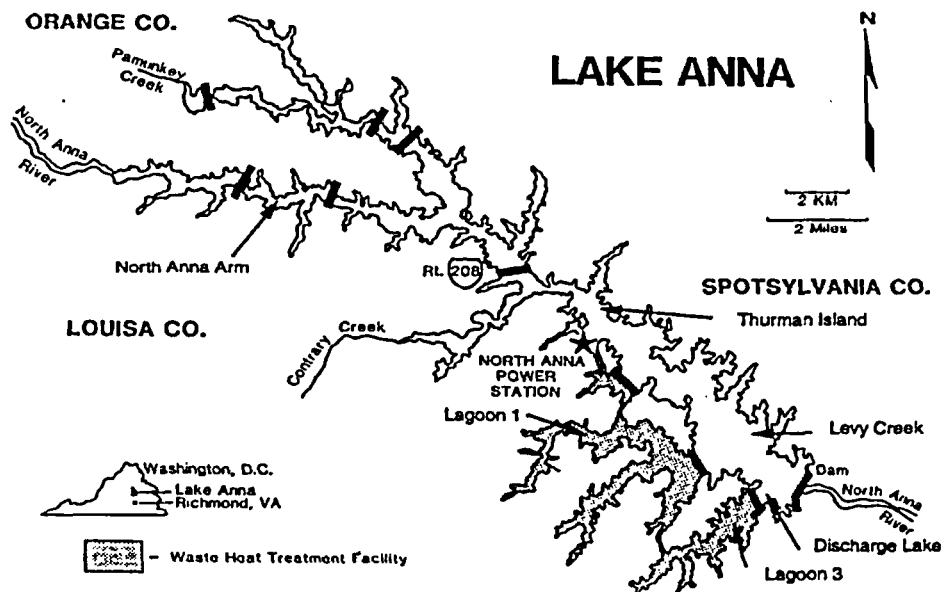 ORANGE CO.
N
LAKE ANNA
Pamunkey
Creek
North Anna
River
2 KM
2 Miles
North Anna Arm
Rt. 208
SPOTSYLVANIA CO.
Thurman Island
LOUISA CO.
Contrary Creek
NORTH ANNA
POWER
STATION
Lagoon 1
Levy Creek
Washington, D.C.
Lake Anna
Richmond, VA
Dam
North Anna
River
Discharge Lake
Lagoon 3
- Waste Heat Treatment Facility